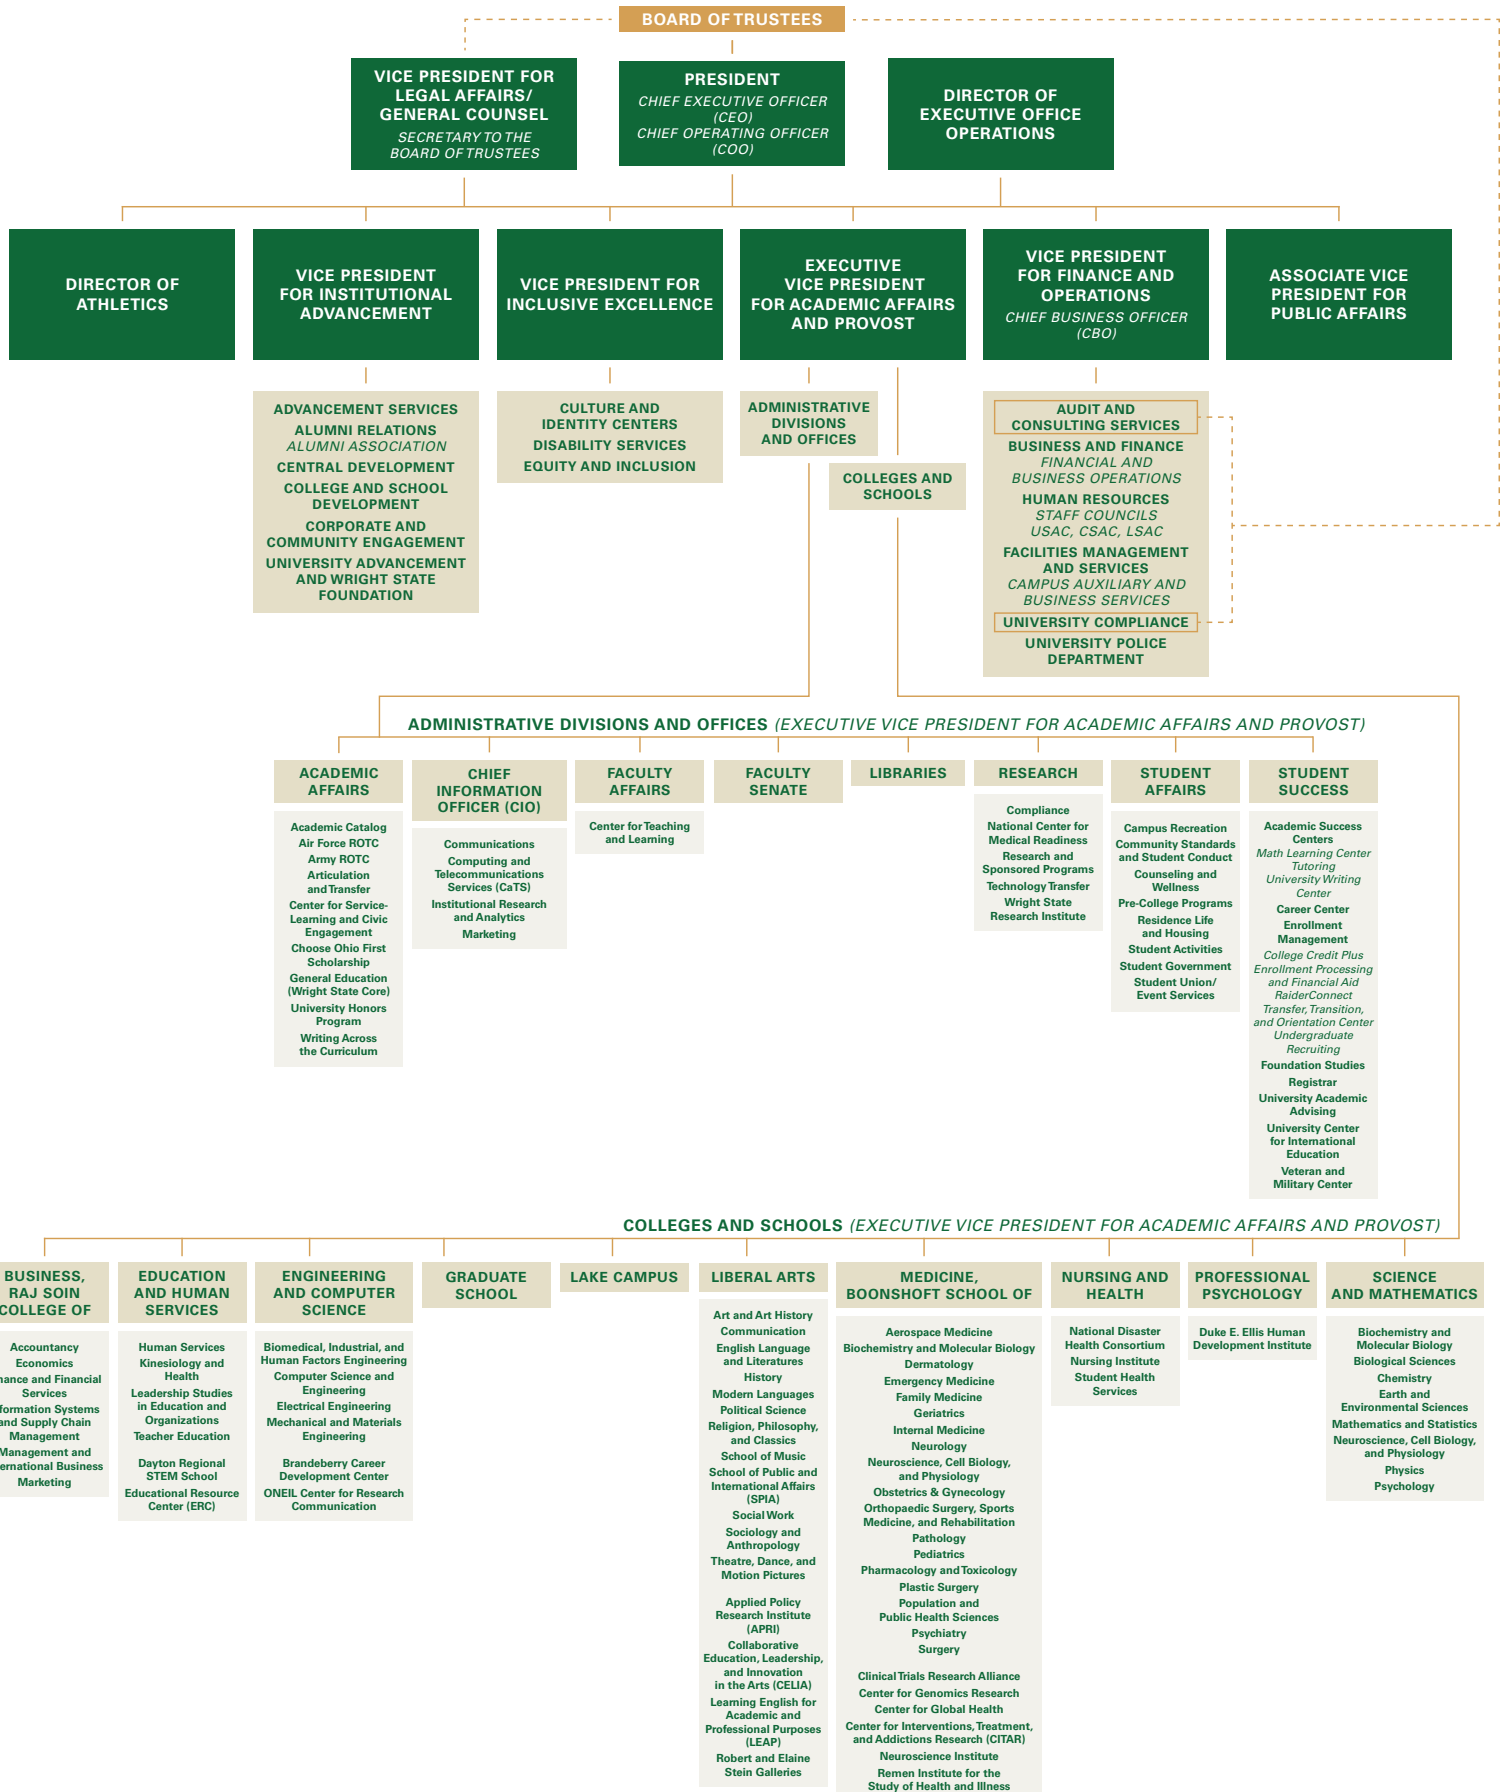 BOARD OF TRUSTEES
VICE PRESIDENT FOR
LEGAL AFFAIRS/
GENERAL COUNSEL
SECRETARY TO THE
BOARD OF TRUSTEES
PRESIDENT
CHIEF EXECUTIVE OFFICER
(CEO)
CHIEF OPERATING OFFICER
(COO)
DIRECTOR OF
EXECUTIVE OFFICE
OPERATIONS
DIRECTOR OF
ATHLETICS
VICE PRESIDENT
FOR INSTITUTIONAL
ADVANCEMENT
VICE PRESIDENT FOR
INCLUSIVE EXCELLENCE
EXECUTIVE
VICE PRESIDENT
FOR ACADEMIC AFFAIRS
AND PROVOST
VICE PRESIDENT
FOR FINANCE AND
OPERATIONS
CHIEF BUSINESS OFFICER
(CBO)
ASSOCIATE VICE
PRESIDENT FOR
PUBLIC AFFAIRS
ADVANCEMENT SERVICES
ALUMNI RELATIONS
ALUMNI ASSOCIATION
CENTRAL DEVELOPMENT
COLLEGE AND SCHOOL
DEVELOPMENT
CORPORATE AND
COMMUNITY ENGAGEMENT
UNIVERSITY ADVANCEMENT
AND WRIGHT STATE
FOUNDATION
CULTURE AND
IDENTITY CENTERS
DISABILITY SERVICES
EQUITY AND INCLUSION
ADMINISTRATIVE
DIVISIONS
AND OFFICES
COLLEGES AND
SCHOOLS
AUDIT AND
CONSULTING SERVICES
BUSINESS AND FINANCE
FINANCIAL AND
BUSINESS OPERATIONS
HUMAN RESOURCES
STAFF COUNCILS
USAC, CSAC, LSAC
FACILITIES MANAGEMENT
AND SERVICES
CAMPUS AUXILIARY AND
BUSINESS SERVICES
UNIVERSITY COMPLIANCE
UNIVERSITY POLICE
DEPARTMENT
ADMINISTRATIVE DIVISIONS AND OFFICES (EXECUTIVE VICE PRESIDENT FOR ACADEMIC AFFAIRS AND PROVOST)
ACADEMIC
AFFAIRS
Academic Catalog
Air Force ROTC
Army ROTC
Articulation
and Transfer
Center for Service-
Learning and Civic
Engagement
Choose Ohio First
Scholarship
General Education
(Wright State Core)
University Honors
Program
Writing Across
the Curriculum
CHIEF
INFORMATION
OFFICER (CIO)
Communications
Computing and
Telecommunications
Services (CaTS)
Institutional Research
and Analytics
Marketing
FACULTY
AFFAIRS
Center for Teaching
and Learning
FACULTY
SENATE
LIBRARIES
RESEARCH
Compliance
National Center for
Medical Readiness
Research and
Sponsored Programs
Technology Transfer
Wright State
Research Institute
STUDENT
AFFAIRS
Campus Recreation
Community Standards
and Student Conduct
Counseling and
Wellness
Pre-College Programs
Residence Life
and Housing
Student Activities
Student Government
Student Union/
Event Services
STUDENT
SUCCESS
Academic Success
Centers
Math Learning Center
Tutoring
University Writing
Center
Career Center
Enrollment
Management
College Credit Plus
Enrollment Processing
and Financial Aid
RaiderConnect
Transfer, Transition,
and Orientation Center
Undergraduate
Recruiting
Foundation Studies
Registrar
University Academic
Advising
University Center
for International
Education
Veteran and
Military Center
COLLEGES AND SCHOOLS (EXECUTIVE VICE PRESIDENT FOR ACADEMIC AFFAIRS AND PROVOST)
BUSINESS,
RAJ SOIN
COLLEGE OF
Accountancy
Economics
and Financial
Services
Systems
and Supply Chain
Management
Management and
Business
Marketing
EDUCATION
AND HUMAN
SERVICES
Human Services
Kinesiology and
Health
Leadership Studies
in Education and
Organizations
Teacher Education
Dayton Regional
STEM School
Educational Resource
Center (ERC)
ENGINEERING
AND COMPUTER
SCIENCE
Biomedical, Industrial, and
Human Factors Engineering
Computer Science and
Engineering
Electrical Engineering
Mechanical and Materials
Engineering
Brandeberry Career
Development Center
ONEIL Center for Research
Communication
GRADUATE
SCHOOL
LAKE CAMPUS
LIBERAL ARTS
Art and Art History
Communication
English Language
and Literatures
History
Modern Languages
Political Science
Religion, Philosophy,
and Classics
School of Music
School of Public and
International Affairs
(SPIA)
Social Work
Sociology and
Anthropology
Theatre, Dance, and
Motion Pictures
Applied Policy
Research Institute
(APRI)
Collaborative
Education, Leadership,
and Innovation
in the Arts (CELIA)
Learning English for
Academic and
Professional Purposes
(LEAP)
Robert and Elaine
Stein Galleries
MEDICINE,
BOONSHOFT SCHOOL OF
Aerospace Medicine
Biochemistry and Molecular Biology
Dermatology
Emergency Medicine
Family Medicine
Geriatrics
Internal Medicine
Neurology
Neuroscience, Cell Biology,
and Physiology
Obstetrics & Gynecology
Orthopaedic Surgery, Sports
Medicine, and Rehabilitation
Pathology
Pediatrics
Pharmacology and Toxicology
Plastic Surgery
Population and
Public Health Sciences
Psychiatry
Surgery
Clinical Trials Research Alliance
Center for Genomics Research
Center for Global Health
Center for Interventions, Treatment,
and Addictions Research (CITAR)
Neuroscience Institute
Remen Institute for the
Study of Health and Illness
NURSING AND
HEALTH
National Disaster
Health Consortium
Nursing Institute
Student Health
Services
PROFESSIONAL
PSYCHOLOGY
Duke E. Ellis Human
Development Institute
SCIENCE
AND MATHEMATICS
Biochemistry and
Molecular Biology
Biological Sciences
Chemistry
Earth and
Environmental Sciences
Mathematics and Statistics
Neuroscience, Cell Biology,
and Physiology
Physics
Psychology